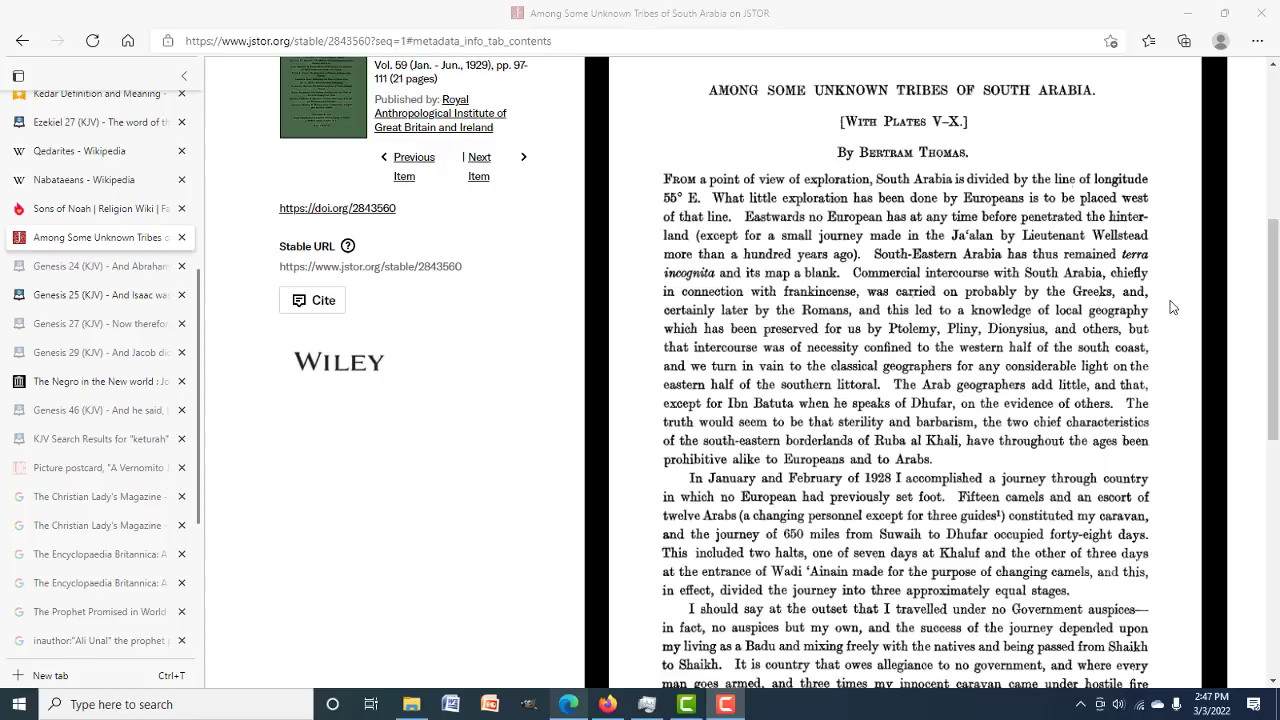 Among Some Unknown Tribes on JSTOR
https://www.jstor.org/stable/2843560?seq=1#metadata_info_tab_contents
Genesis 27 (KJV) - The word of th
Qedarites - Wikipedia
Nabataeans - Wikipedia
Sons of Noah | Religion Wiki | Fa
Among Some Unknown Tribes o
Genesis 24 (KJV) - And Abraham
Genesis 25 (KJV) - And Isaac was
Genesis 27 (KJV) - Now therefor
Genesis 29 (KJV) - And Jacob did
The Negro in the New world : Jo
Genesis 46 (KJV) - And he said, I
KJV Search Results for "keturah"
Picture postcard, "A Vernomito
The Christian Lady's Magazine -
The Christian Lady's Magazine -
The Encyclopaedia Britannica: A
The Encyclopaedia Britannica: A
The Prophet Promised in World
inauthor:"Ali Unal" the prophet
New tab
Vol. 59 (Jan. - Jun., 1929), pp. 97-
111 (21 pages)
Published by: Royal
Anthropological Institute of
Great Britain and Ireland
Previous
Item
Next
Item
https://doi.org/2843560
Stable URL
https://www.jstor.org/stable/2843560
Cite
WILEY
AMONG SOME UNKNOWN TRIBES OF SOUTH ARABIA.
[WITH PLATES V–X.]
By BERTRAM THOMAS.
FROM a point of view of exploration, South Arabia is divided by the line of longitude
55° E. What little exploration has been done by Europeans is to be placed west
of that line. Eastwards no European has at any time before penetrated the hinter-
land (except for a small journey made in the Ja‘alan by Lieutenant Wellstead
more than a hundred years ago). South-Eastern Arabia has thus remained terra
incognita and its map a blank. Commercial intercourse with South Arabia, chiefly
in connection with frankincense, was carried on probably by the Greeks, and,
certainly later by the Romans, and this led to a knowledge of local geography
which has been preserved for us by Ptolemy, Pliny, Dionysius, and others, but
that intercourse was of necessity confined to the western half of the south coast,
and we turn in vain to the classical geographers for any considerable light on the
eastern half of the southern littoral. The Arab geographers add little, and that,
except for Ibn Batuta when he speaks of Dhufar, on the evidence of others. The
truth would seem to be that sterility and barbarism, the two chief characteristics
of the south-eastern borderlands of Ruba al Khali, have throughout the ages been
prohibitive alike to Europeans and to Arabs.
In January and February of 1928 I accomplished a journey through country
in which no European had previously set foot. Fifteen camels and an escort of
twelve Arabs (a changing personnel except for three guides¹) constituted my caravan,
and the journey of 650 miles from Suwaih to Dhufar occupied forty-eight days.
This included two halts, one of seven days at Khaluf and the other of three days
at the entrance of Wadi ‘Ainain made for the purpose of changing camels, and this,
in effect, divided the journey into three approximately equal stages.
I should say at the outset that I travelled under no Government auspices—
in fact, no auspices but my own, and the success of the journey depended upon
my living as a Badu and mixing freely with the natives and being passed from Shaikh
to Shaikh. It is country that owes allegiance to no government, and where every
man goes armed, and three times my innocent caravan came under hostile fire
Type here to search
2:47 PM
3/3/2022